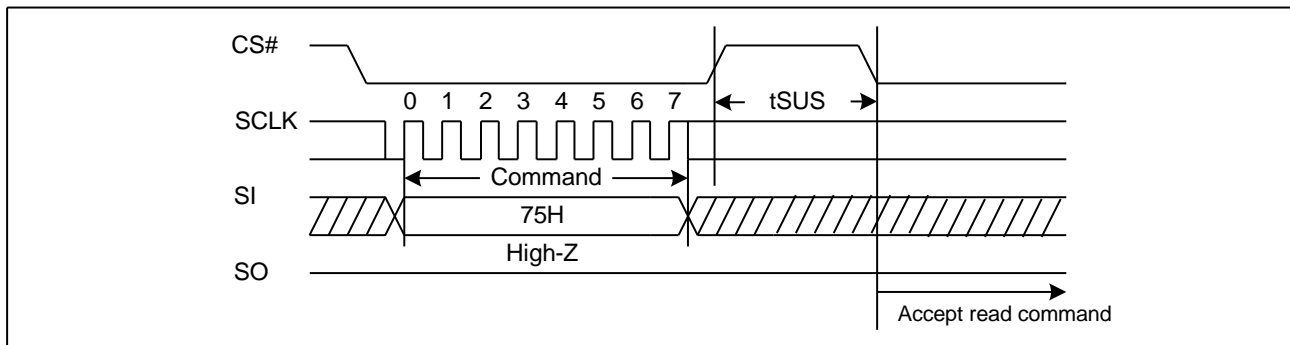 CS#
tSUS
0 1 2 3 4 5 6 7
SCLK
Command
SI
75H
High-Z
SO
Accept read command